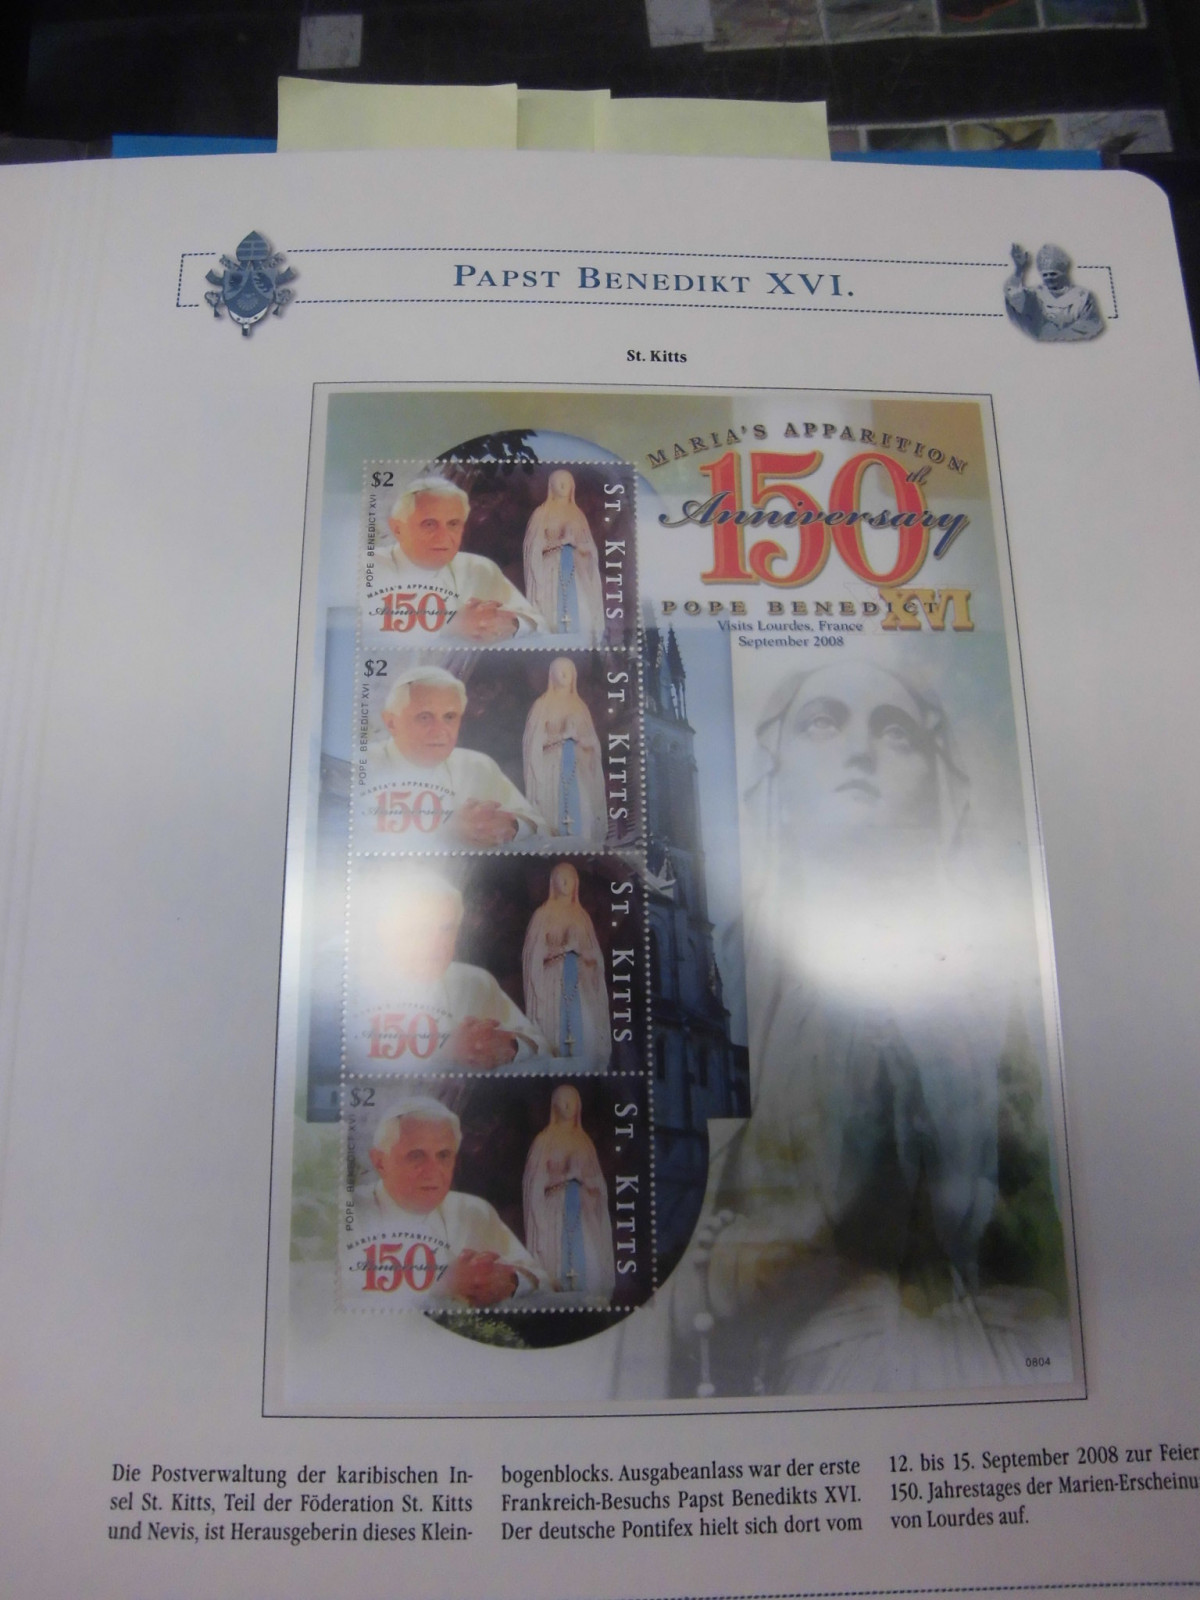 PAPST BENEDIKT XVI.
St. Kitts
MARIA'S APPARITION
150th
Anniversary
POPE BENEDICT XVI
Visits Lourdes, France
September 2008
$2
POPE BENEDICT XVI
MARIA'S APPARITION
150
Anniversary
ST. KITTS
$2
POPE BENEDICT XVI
MARIA'S APPARITION
150
Anniversary
ST. KITTS
150
Anniversary
ST. KITTS
$2
POPE BENEDICT XVI
MARIA'S APPARITION
150
Anniversary
ST. KITTS
0804
Die Postverwaltung der karibischen In-
sel St. Kitts, Teil der Föderation St. Kitts
und Nevis, ist Herausgeberin dieses Klein-
bogenblocks. Ausgabeanlass war der erste
Frankreich-Besuchs Papst Benedikts XVI.
Der deutsche Pontifex hielt sich dort vom
12. bis 15. September 2008 zur Feier
150. Jahrestages der Marien-Erscheinu
von Lourdes auf.